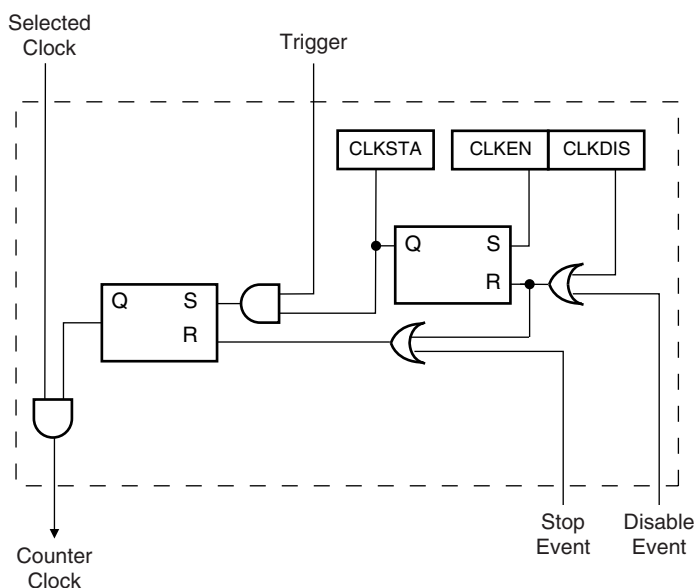 Selected
Clock
Trigger
CLKSTA
CLKEN
CLKDIS
Q
S
R
Q
S
R
Counter
Clock
Stop
Event
Disable
Event